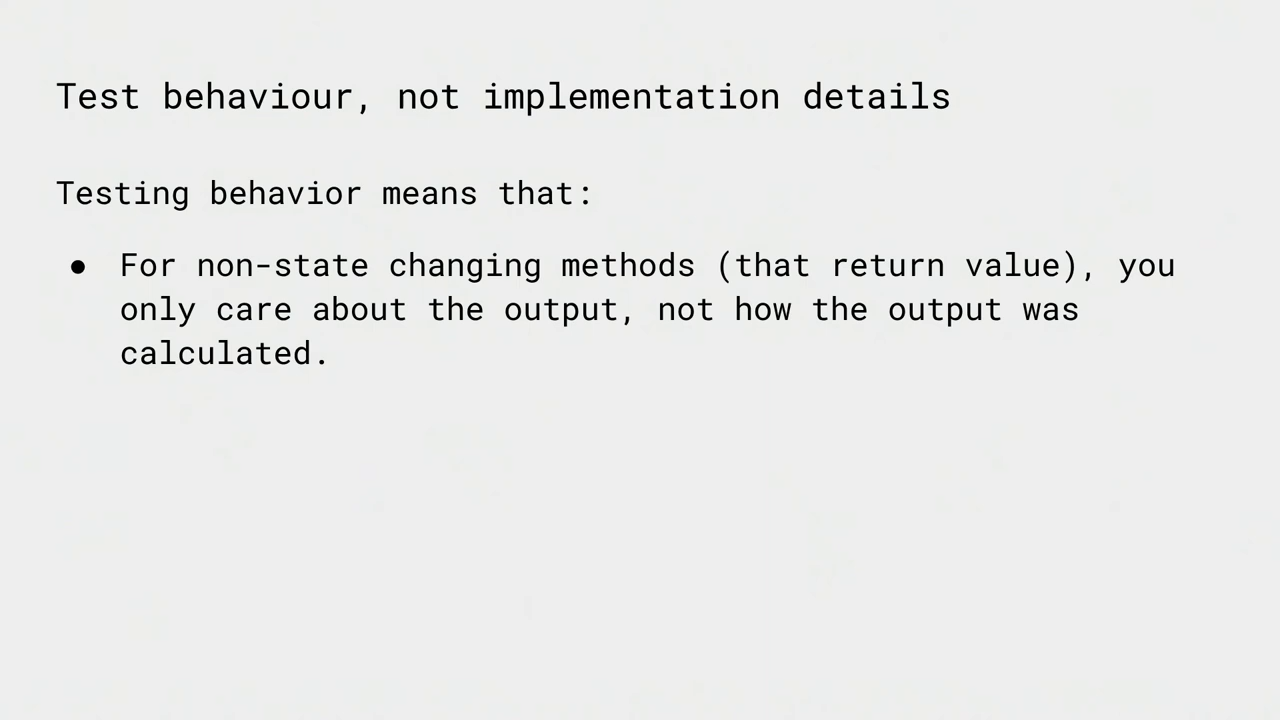 Test behaviour, not implementation details
Testing behavior means that:
● For non-state changing methods (that return value), you
only care about the output, not how the output was
calculated.